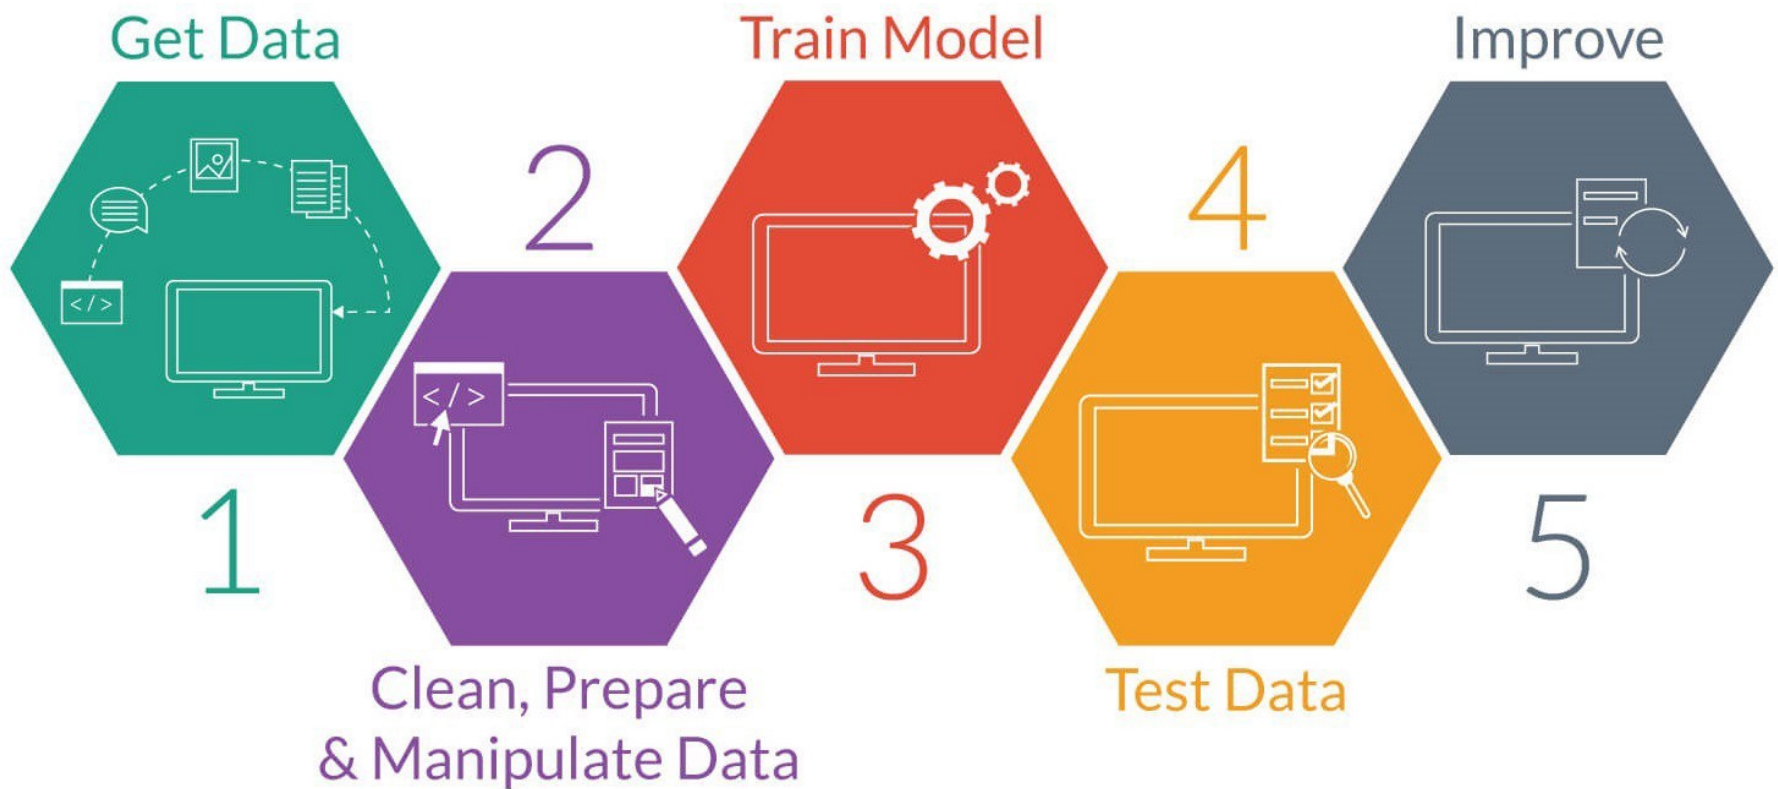 Get Data
1
</>
2
</>
Clean, Prepare
& Manipulate Data
Train Model
3
4
Test Data
Improve
5